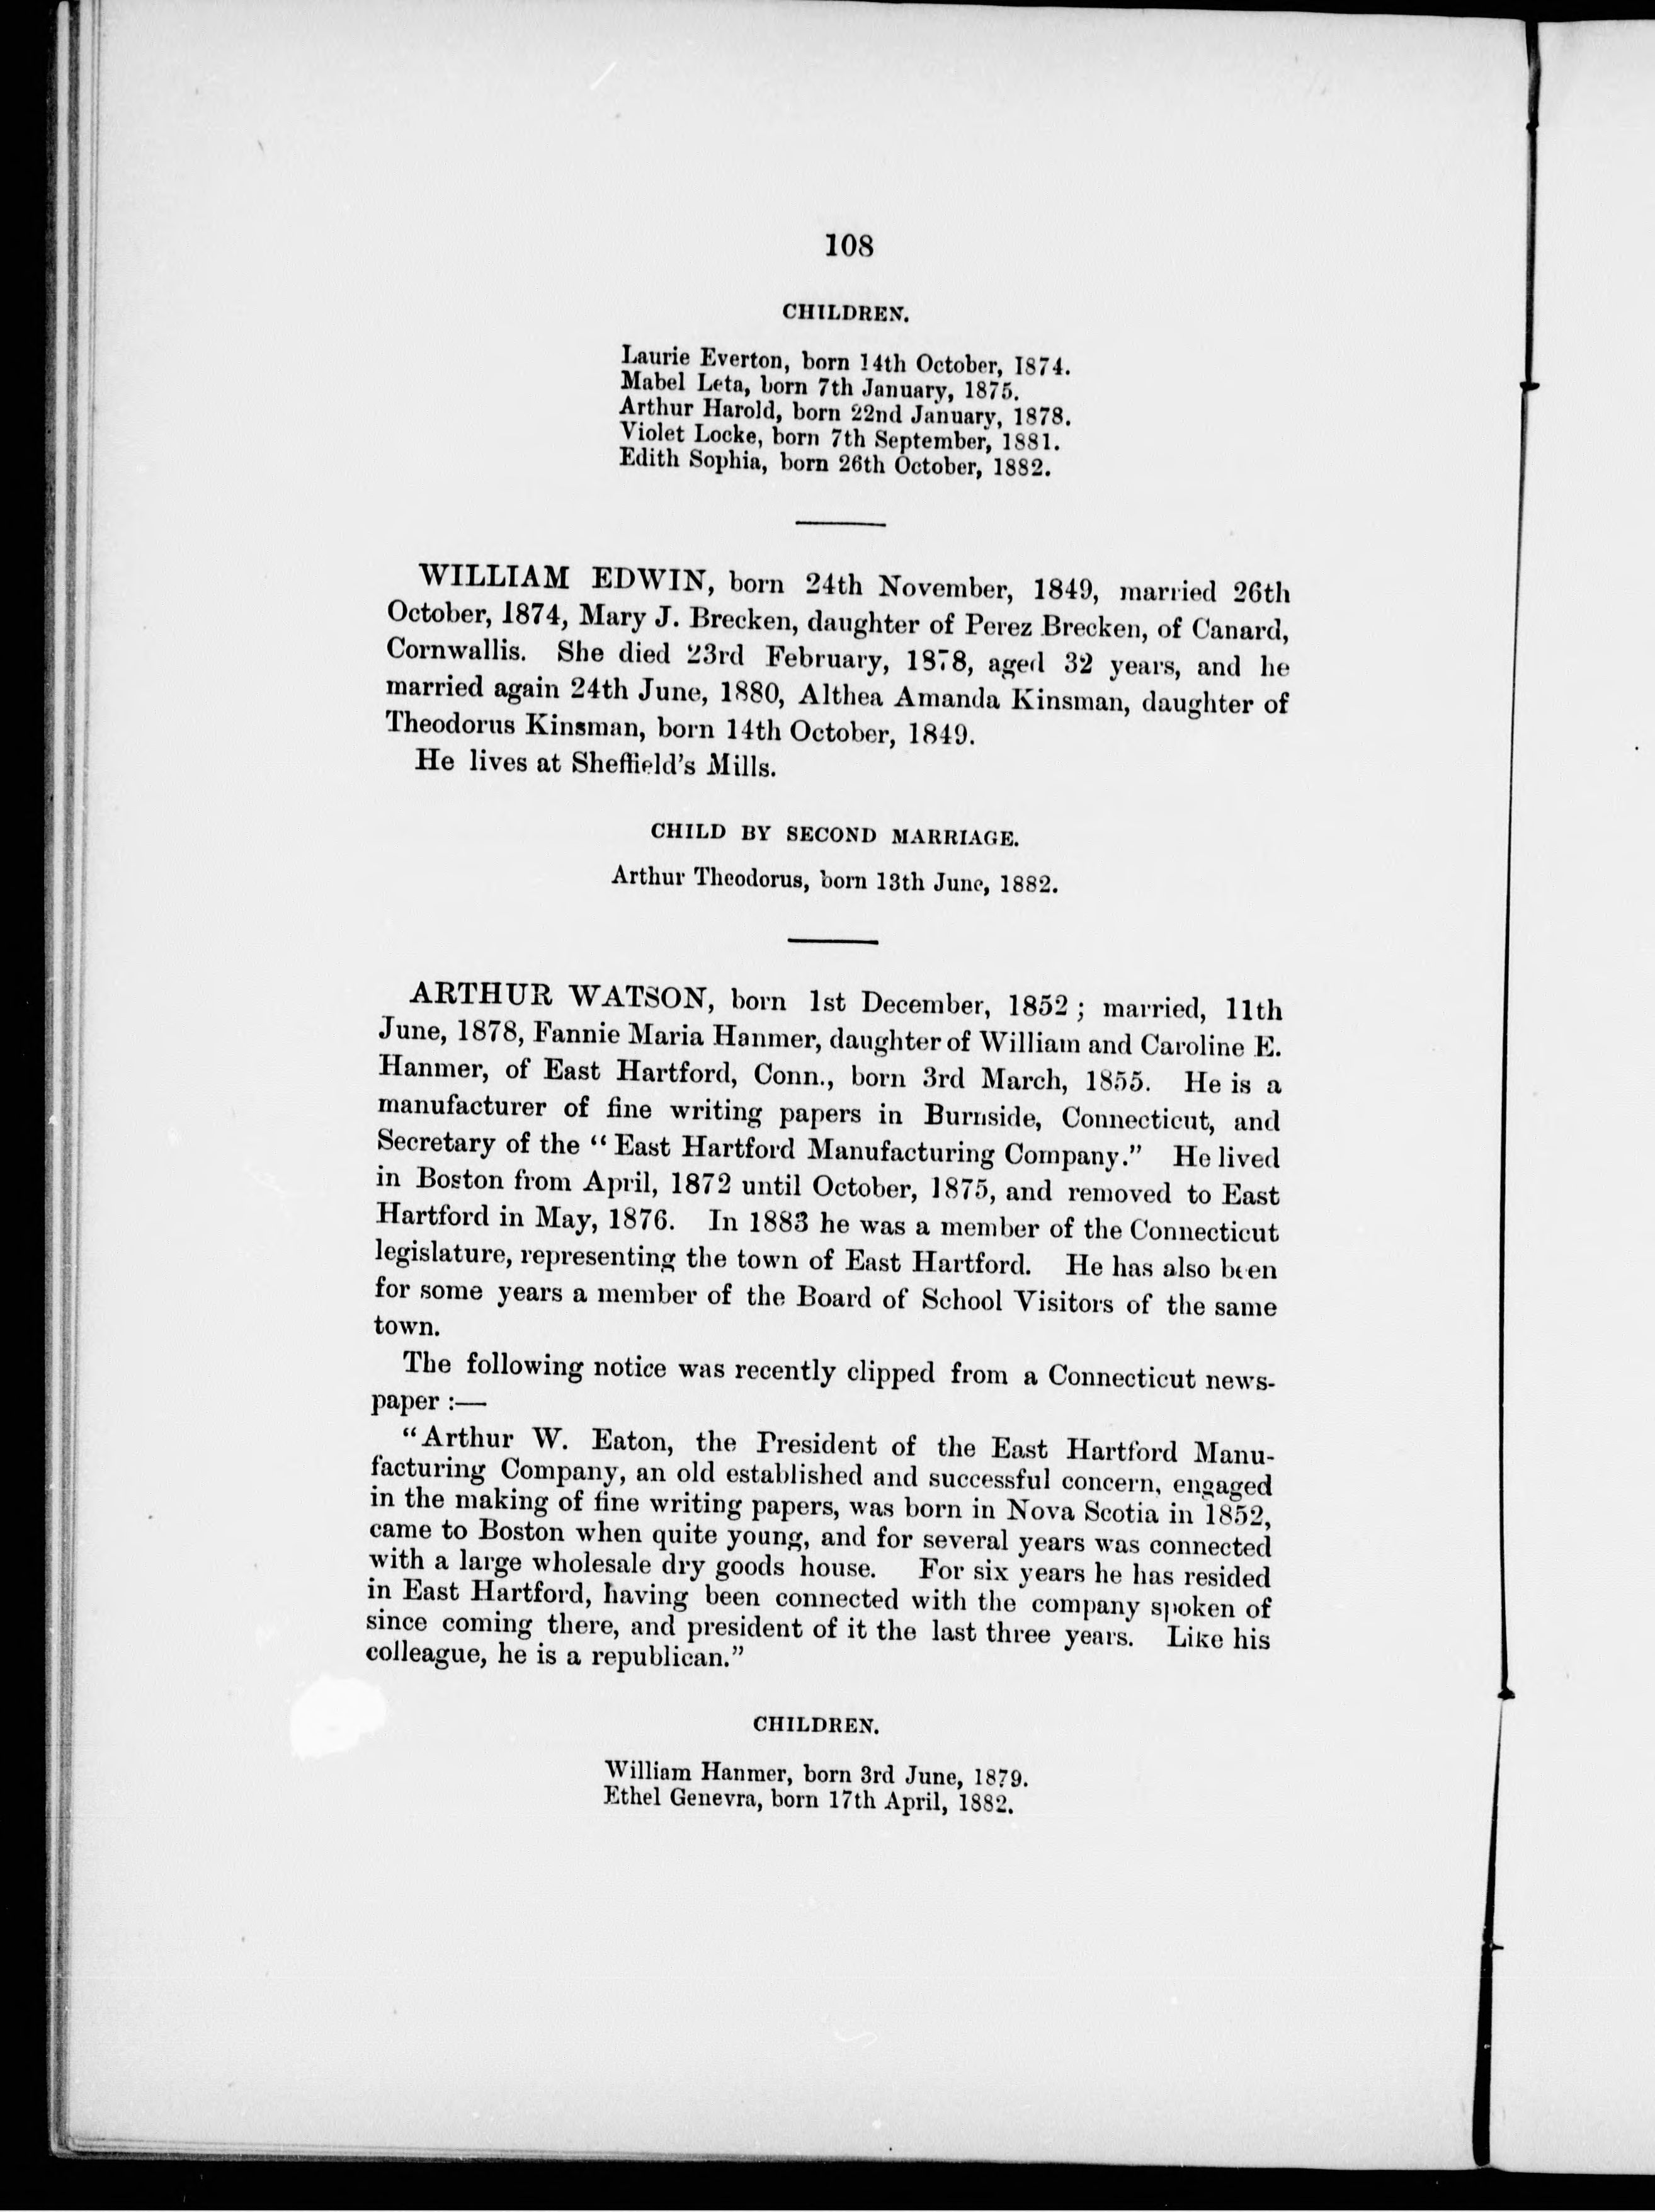 108
CHILDREN.
Laurie Everton, born 14th October, 1874.
Mabel Leta, born 7th January, 1875.
Arthur Harold, born 22nd January, 1878.
Violet Locke, born 7th September, 1881.
Edith Sophia, born 26th October, 1882.
WILLIAM EDWIN, born 24th November, 1849, married 26th
October, 1874, Mary J. Brecken, daughter of Perez Brecken, of Canard,
Cornwallis. She died 23rd February, 1878, aged 32 years, and he
married again 24th June, 1880, Althea Amanda Kinsman, daughter of
Theodorus Kinsman, born 14th October, 1849.
He lives at Sheffield's Mills.
CHILD BY SECOND MARRIAGE.
Arthur Theodorus, born 13th June, 1882.
ARTHUR WATSON, born 1st December, 1852; married, 11th
June, 1878, Fannie Maria Hanmer, daughter of William and Caroline E.
Hanmer, of East Hartford, Conn., born 3rd March, 1855. He is a
manufacturer of fine writing papers in Burnside, Connecticut, and
Secretary of the "East Hartford Manufacturing Company." He lived
in Boston from April, 1872 until October, 1875, and removed to East
Hartford in May, 1876. In 1883 he was a member of the Connecticut
legislature, representing the town of East Hartford. He has also been
for some years a member of the Board of School Visitors of the same
town.
The following notice was recently clipped from a Connecticut news-
paper :—
"Arthur W. Eaton, the President of the East Hartford Manu-
facturing Company, an old established and successful concern, engaged
in the making of fine writing papers, was born in Nova Scotia in 1852,
came to Boston when quite young, and for several years was connected
with a large wholesale dry goods house. For six years he has resided
in East Hartford, having been connected with the company spoken of
since coming there, and president of it the last three years. Like his
colleague, he is a republican."
CHILDREN.
William Hanmer, born 3rd June, 1879.
Ethel Genevra, born 17th April, 1882.